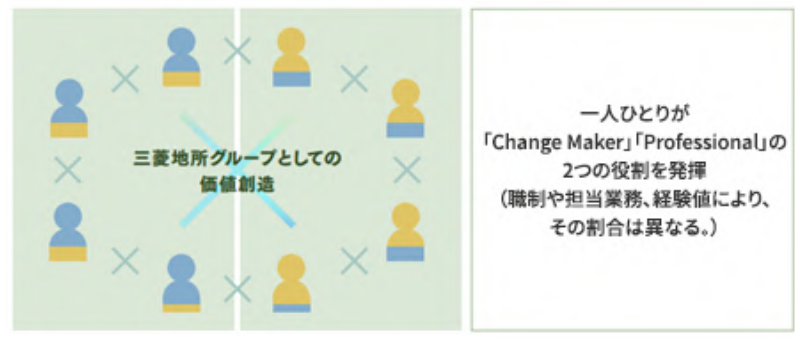 三菱地所グループとしての
価値創造
一人ひとりが
「Change Maker」「Professional」の
2つの役割を発揮
（職制や担当業務、経験値により、
その割合は異なる。）